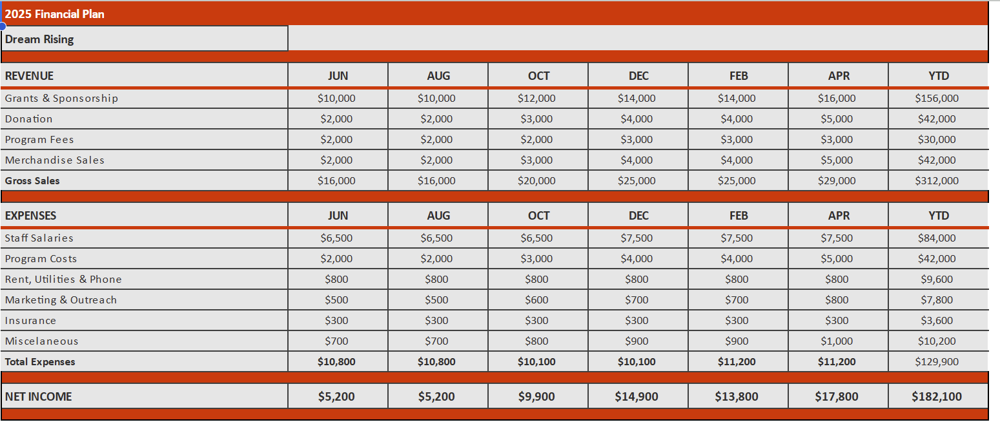 2025 Financial Plan
Dream Rising
REVENUE JUN AUG OCT DEC FEB APR YTD
Grants & Sponsorship $10,000 $10,000 $12,000 $14,000 $14,000 $16,000 $156,000
Donation $2,000 $2,000 $3,000 $4,000 $4,000 $5,000 $42,000
Program Fees $2,000 $2,000 $2,000 $3,000 $3,000 $3,000 $30,000
Merchandise Sales $2,000 $2,000 $3,000 $4,000 $4,000 $5,000 $42,000
Gross Sales $16,000 $16,000 $20,000 $25,000 $25,000 $29,000 $312,000
EXPENSES JUN AUG OCT DEC FEB APR YTD
Staff Salaries $6,500 $6,500 $6,500 $7,500 $7,500 $7,500 $84,000
Program Costs $2,000 $2,000 $3,000 $4,000 $4,000 $5,000 $42,000
Rent, Utilities & Phone $800 $800 $800 $800 $800 $800 $9,600
Marketing & Outreach $500 $500 $600 $700 $700 $800 $7,800
Insurance $300 $300 $300 $300 $300 $300 $3,600
Miscelaneous $700 $700 $800 $900 $900 $1,000 $10,200
Total Expenses $10,800 $10,800 $10,100 $10,100 $11,200 $11,200 $129,900
NET INCOME $5,200 $5,200 $9,900 $14,900 $13,800 $17,800 $182,100